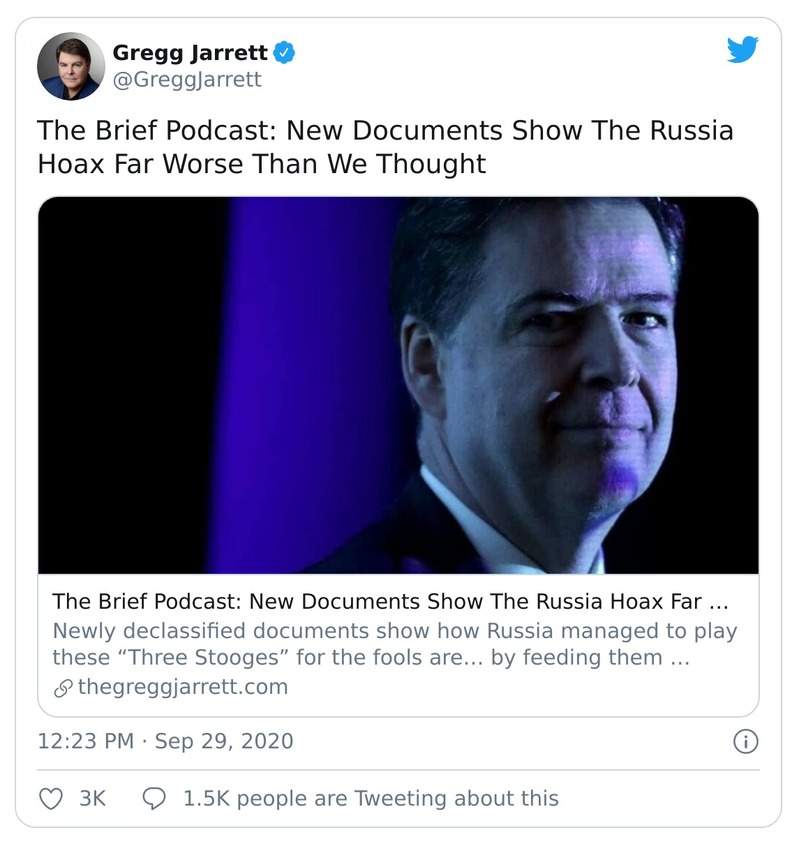 Gregg Jarrett
@GreggJarrett
The Brief Podcast: New Documents Show The Russia
Hoax Far Worse Than We Thought
The Brief Podcast: New Documents Show The Russia Hoax Far ...
Newly declassified documents show how Russia managed to play
these “Three Stooges” for the fools are… by feeding them ...
thegreggjarrett.com
12:23 PM · Sep 29, 2020
3K 1.5K people are Tweeting about this